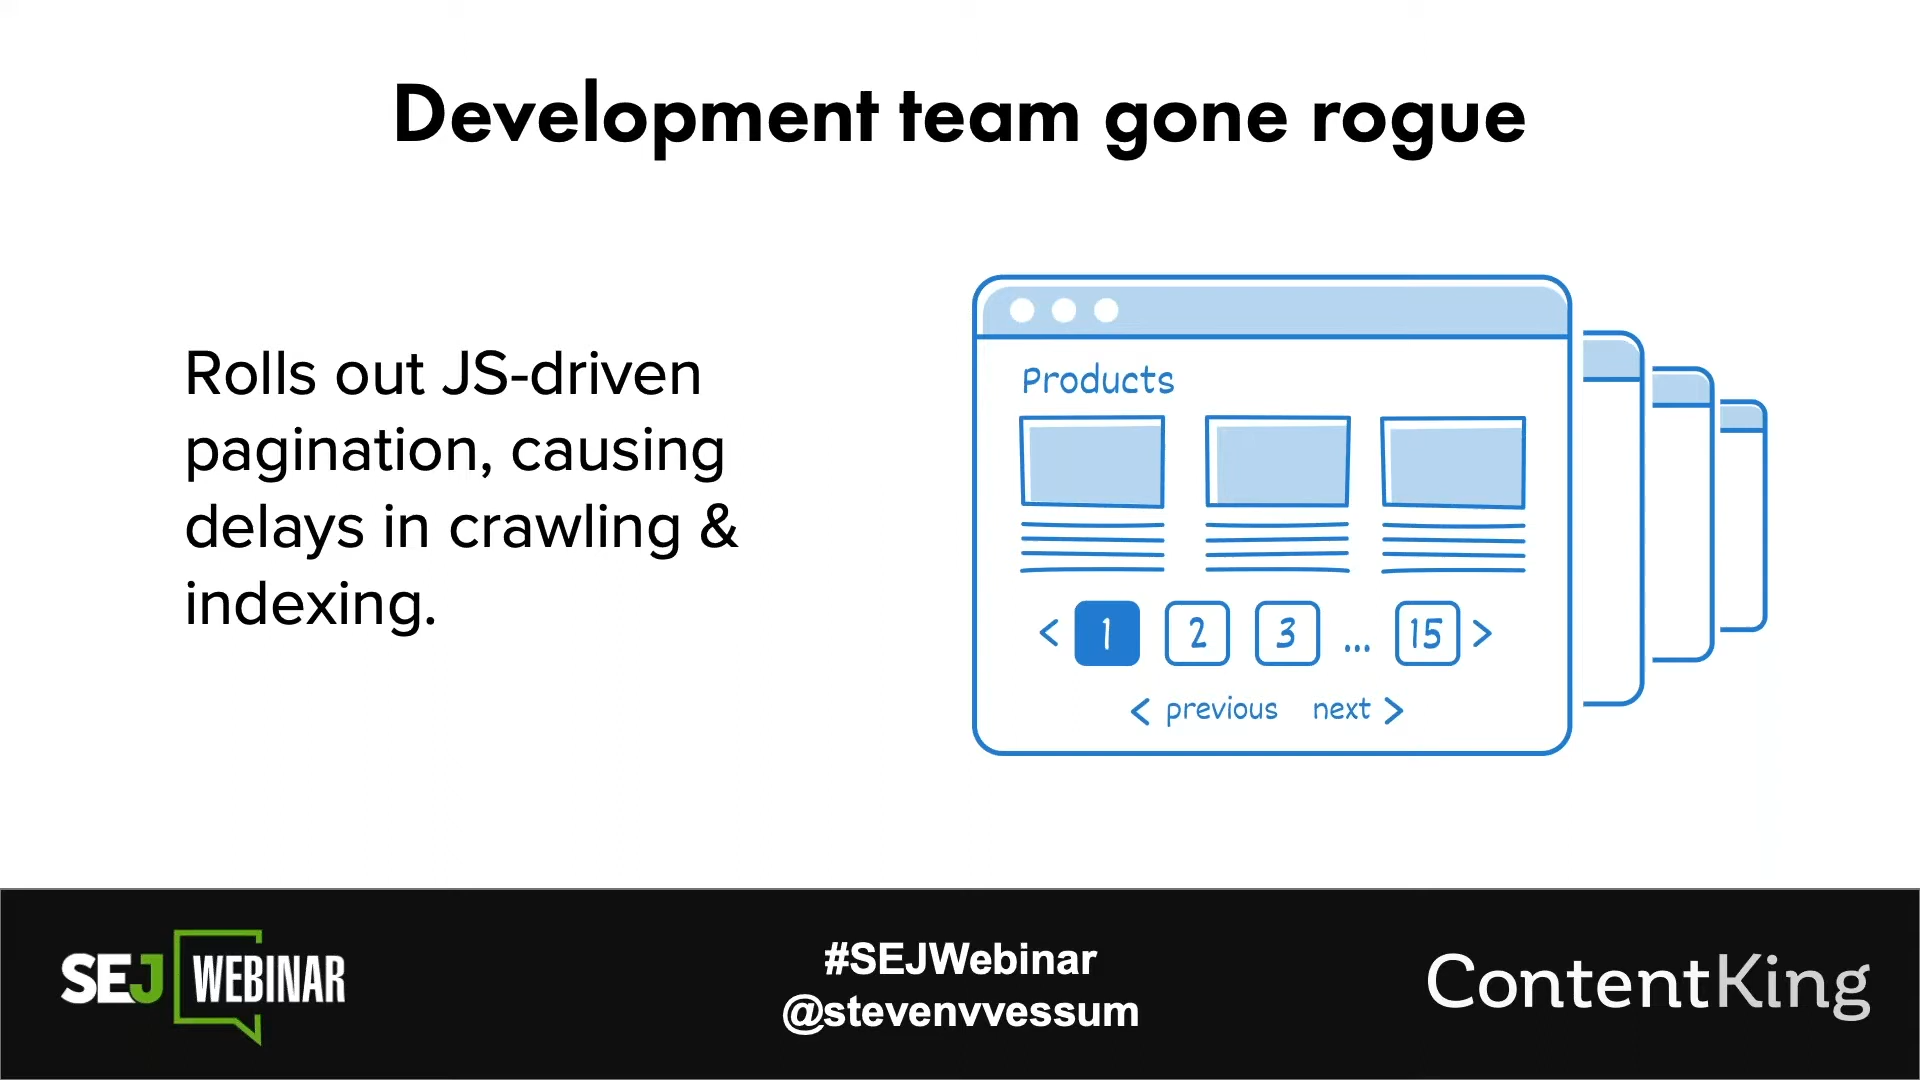 Development team gone rogue
Rolls out JS-driven
pagination, causing
delays in crawling &
indexing.
Products
< 1 2 3 ... 15 >
< previous next >
SEJ WEBINAR
#SEJWebinar
@stevenvvessum
ContentKing